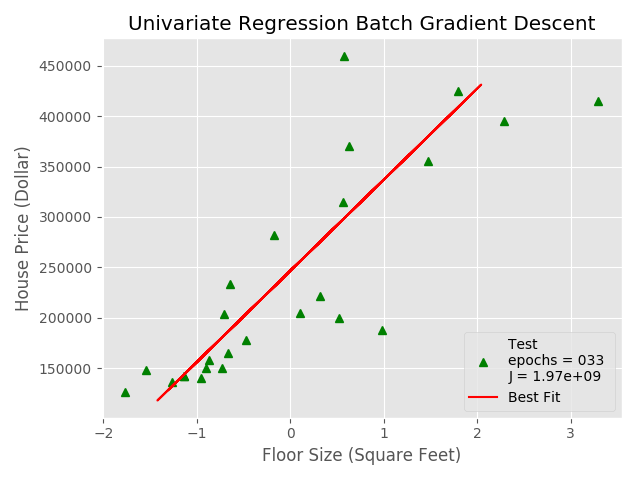 Univariate Regression Batch Gradient Descent
House Price (Dollar)
450000
400000
350000
300000
250000
200000
150000
Test
epochs = 033
J = 1.97e+09
Best Fit
−2
−1
0
1
2
3
Floor Size (Square Feet)